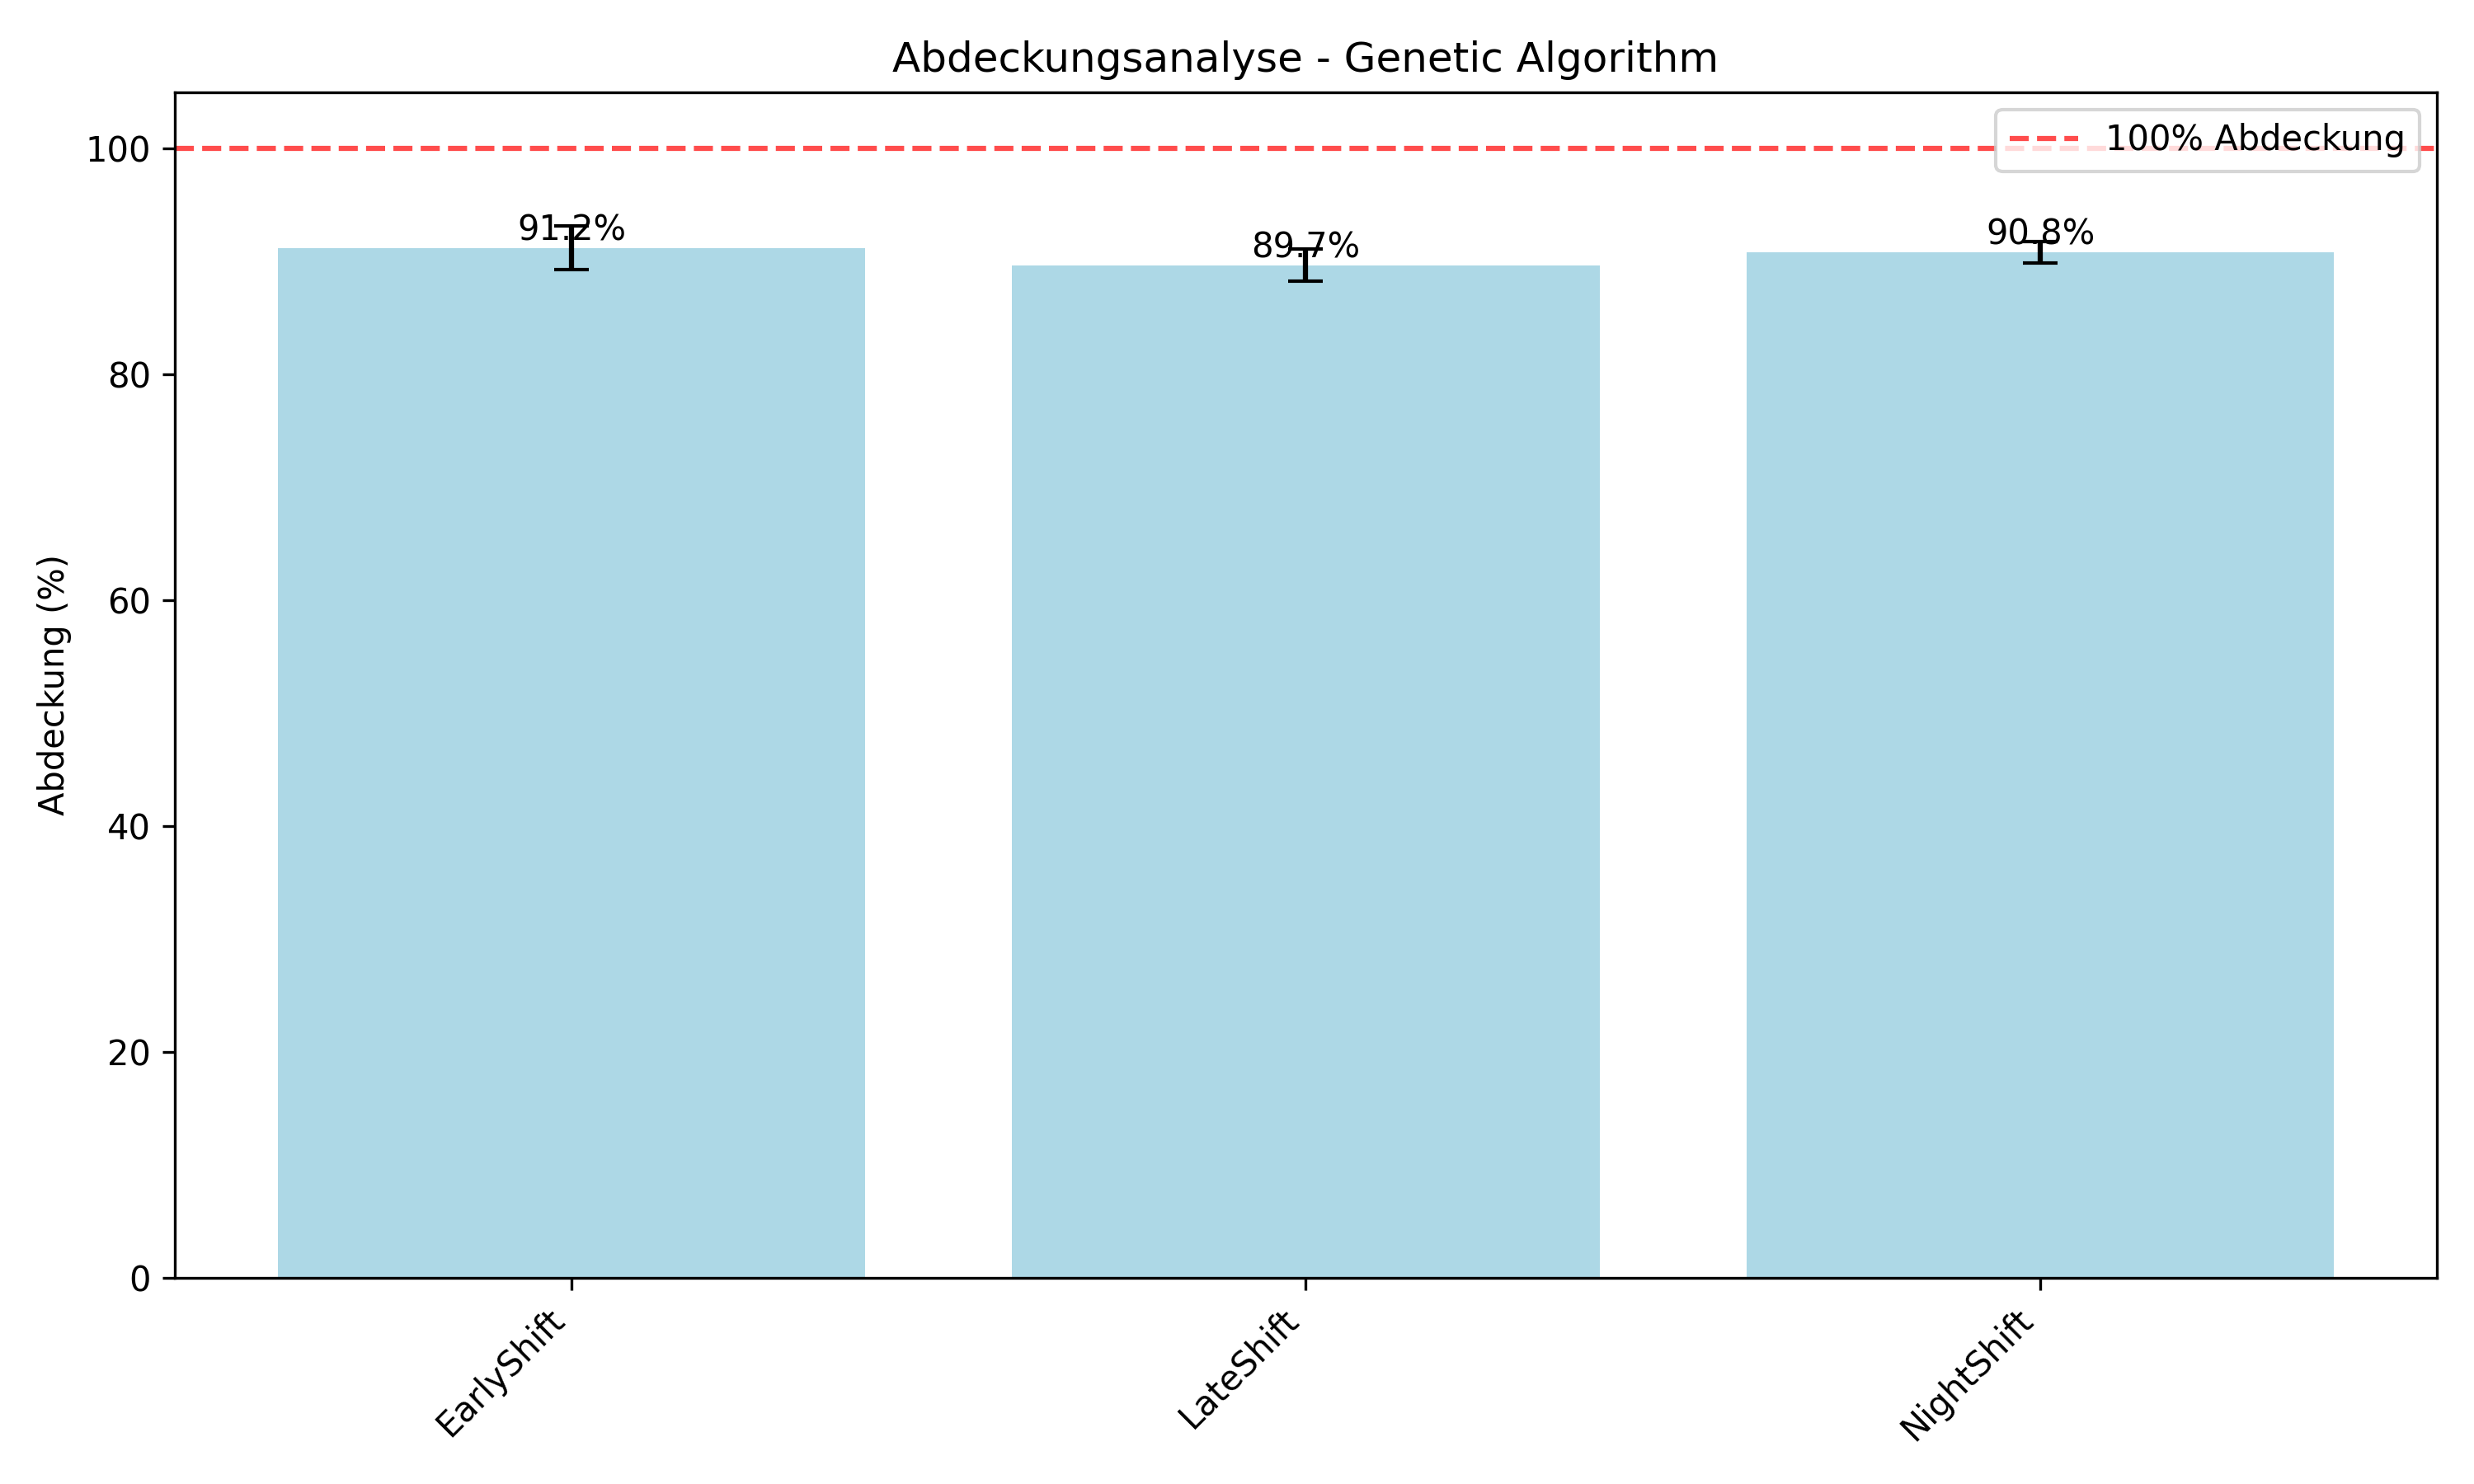 Abdeckungsanalyse - Genetic Algorithm
100% Abdeckung
Abdeckung (%)
100
80
60
40
20
0
91.2%
89.7%
90.8%
EarlyShift
LateShift
NightShift